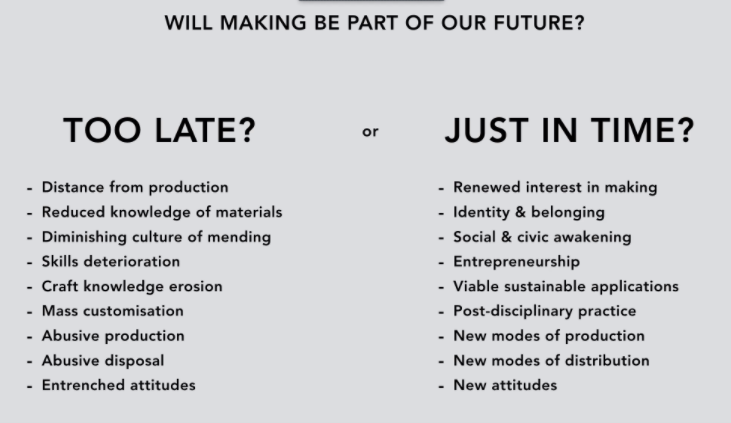 WILL MAKING BE PART OF OUR FUTURE?
TOO LATE?
or
JUST IN TIME?
- Distance from production
- Reduced knowledge of materials
- Diminishing culture of mending
- Skills deterioration
- Craft knowledge erosion
- Mass customisation
- Abusive production
- Abusive disposal
- Entrenched attitudes
- Renewed interest in making
- Identity & belonging
- Social & civic awakening
- Entrepreneurship
- Viable sustainable applications
- Post-disciplinary practice
- New modes of production
- New modes of distribution
- New attitudes